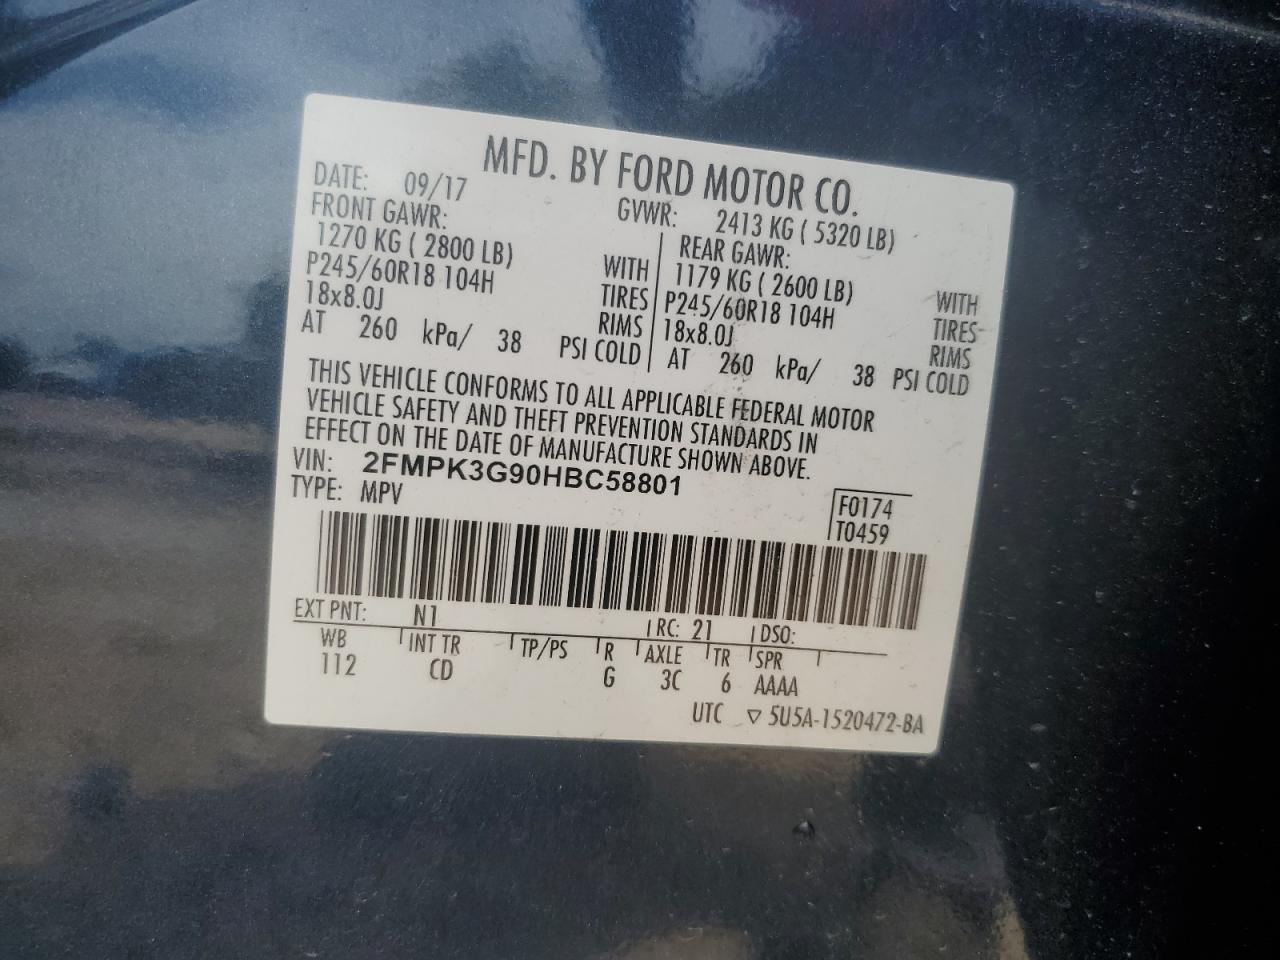 MFD. BY FORD MOTOR CO.
DATE: 09/17 GVWR: 2413 KG ( 5320 LB)
FRONT GAWR: REAR GAWR:
1270 KG ( 2800 LB) WITH 1179 KG ( 2600 LB) WITH
P245/60R18 104H TIRES P245/60R18 104H TIRES
18x8.0J RIMS 18x8.0J RIMS
AT 260 kPa/ 38 PSI COLD AT 260 kPa/ 38 PSI COLD
THIS VEHICLE CONFORMS TO ALL APPLICABLE FEDERAL MOTOR
VEHICLE SAFETY AND THEFT PREVENTION STANDARDS IN
EFFECT ON THE DATE OF MANUFACTURE SHOWN ABOVE.
VIN: 2FMPK3G90HBC58801
TYPE: MPV
F0174
T0459
EXT PNT: N1 RC: 21 DSO:
WB INT TR TP/PS R AXLE TR SPR
112 CD G 3C 6 AAAA
UTC ▽ 5U5A-1520472-BA